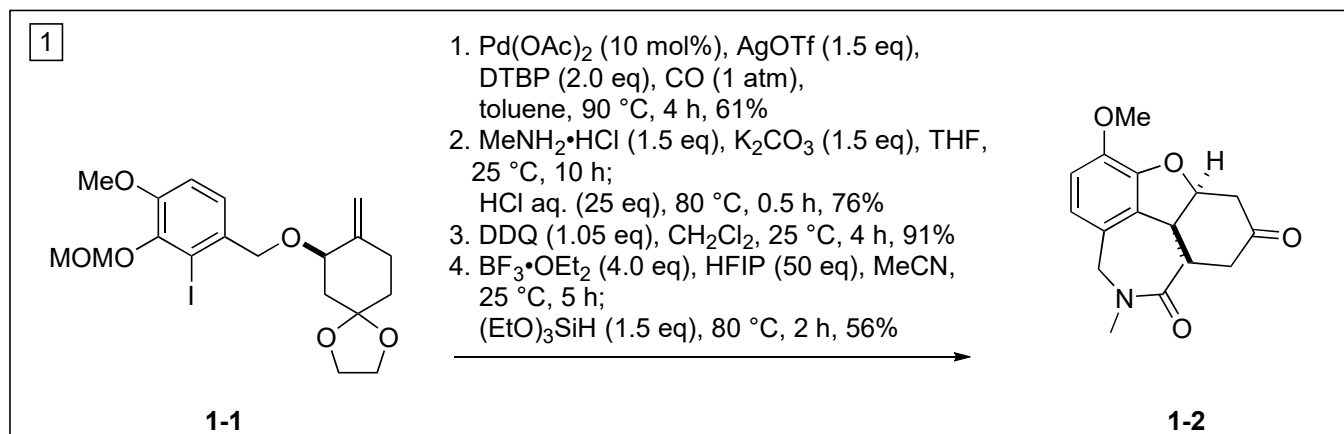 1
1. Pd(OAc)₂ (10 mol%), AgOTf (1.5 eq),
DTBP (2.0 eq), CO (1 atm),
toluene, 90 °C, 4 h, 61%
2. MeNH₂•HCl (1.5 eq), K₂CO₃ (1.5 eq), THF,
25 °C, 10 h;
HCl aq. (25 eq), 80 °C, 0.5 h, 76%
3. DDQ (1.05 eq), CH₂Cl₂, 25 °C, 4 h, 91%
4. BF₃•OEt₂ (4.0 eq), HFIP (50 eq), MeCN,
25 °C, 5 h;
(EtO)₃SiH (1.5 eq), 80 °C, 2 h, 56%
MeO
MOMO
I
O
O
O
1-1
OMe
O
H
O
N
O
1-2